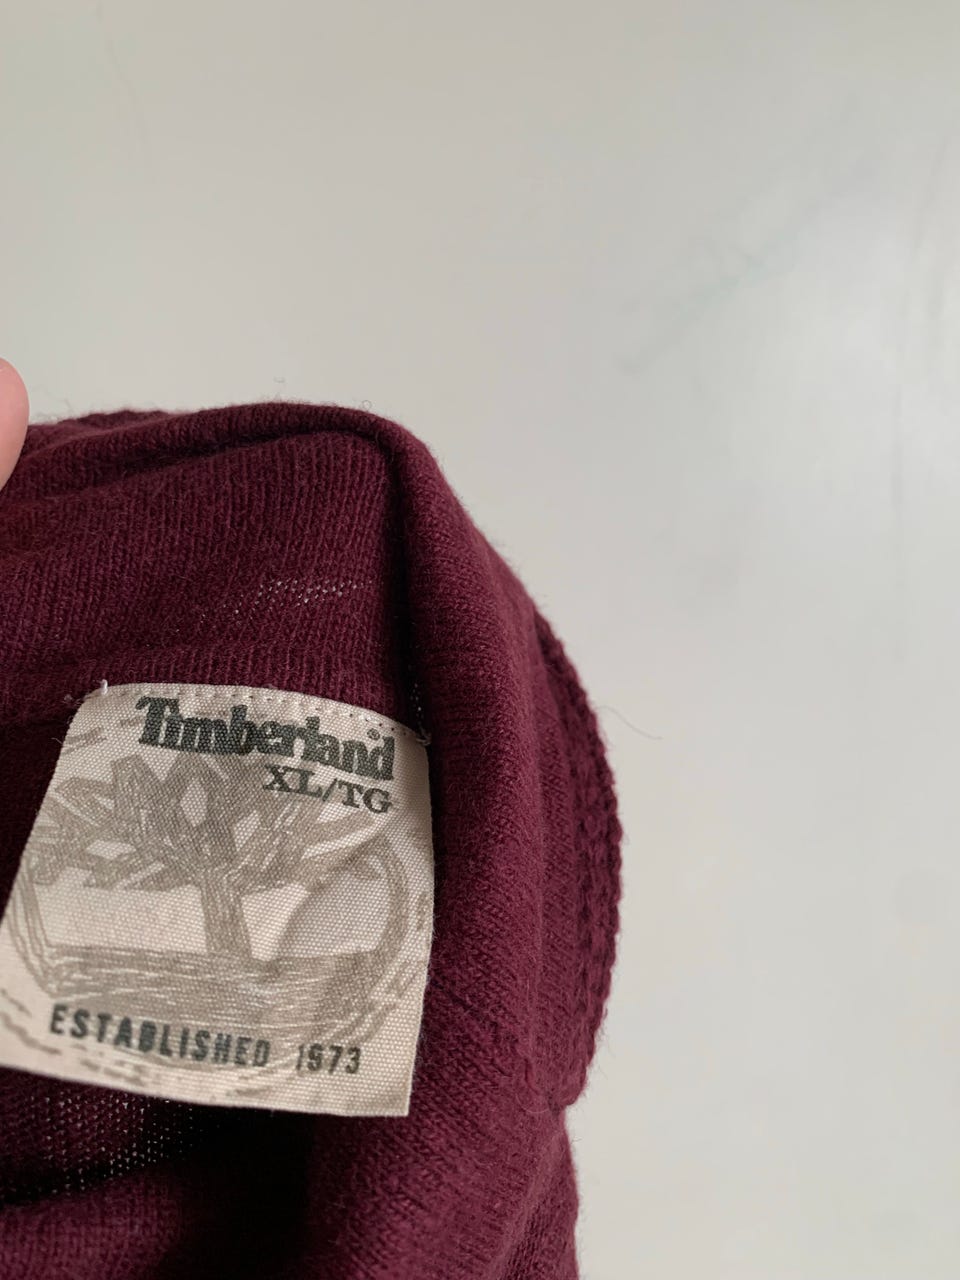 Timberland
XL/TG
ESTABLISHED 1973